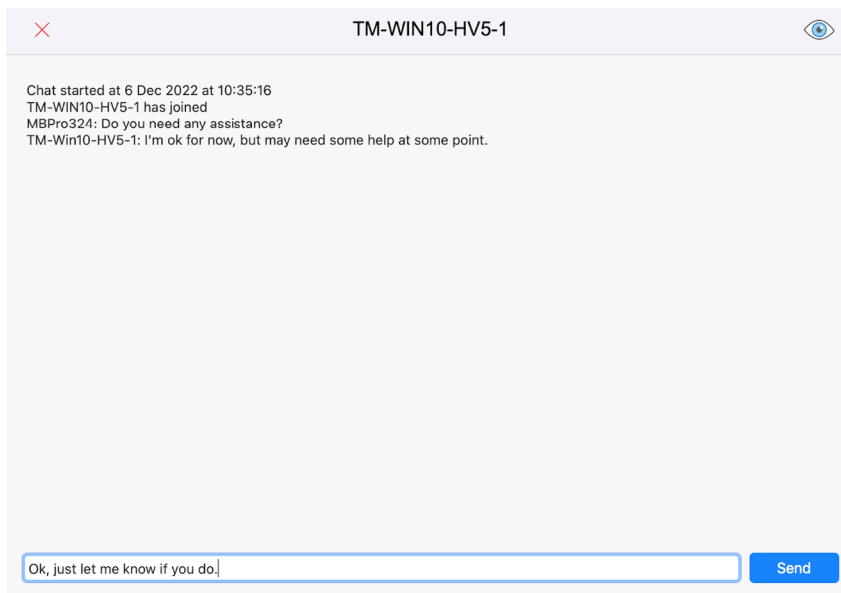 TM-WIN10-HV5-1
Chat started at 6 Dec 2022 at 10:35:16
TM-WIN10-HV5-1 has joined
MBPro324: Do you need any assistance?
TM-Win10-HV5-1: I'm ok for now, but may need some help at some point.
Ok, just let me know if you do.
Send